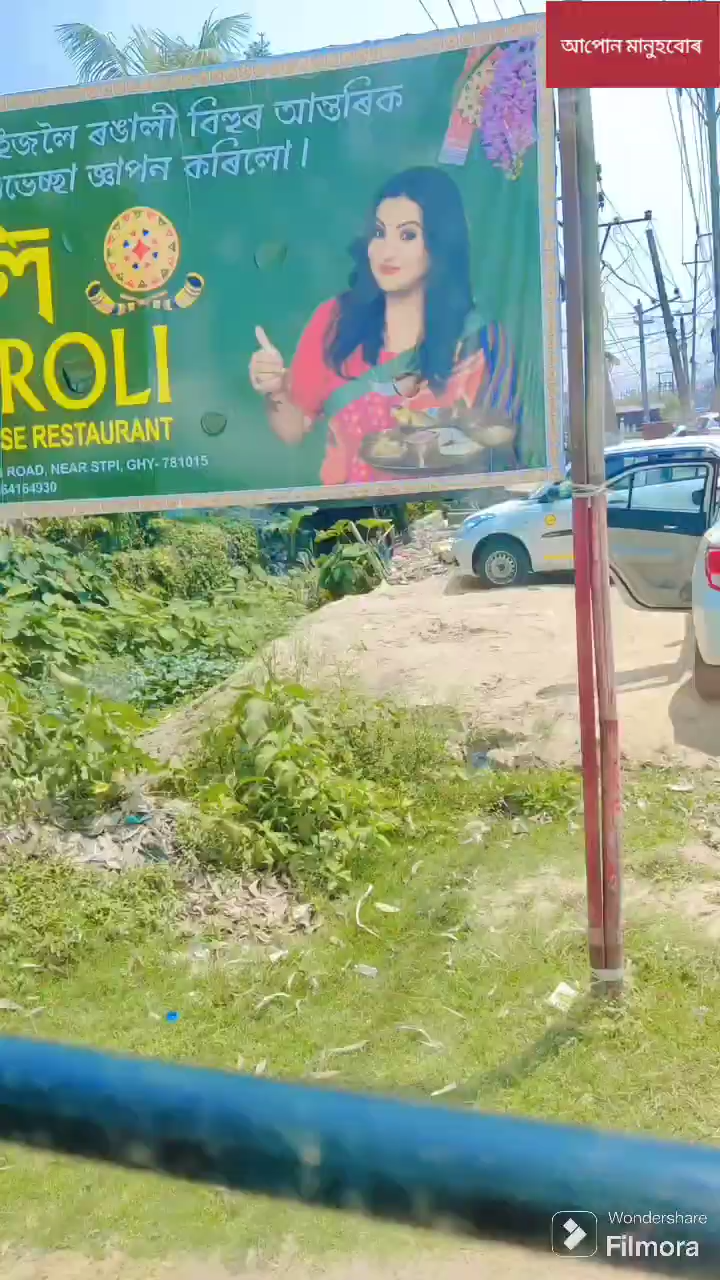 আপোন মানুহবোৰ
ইজলৈ ৰঙালী বিহুৰ আন্তৰিক
ভেচ্ছা জ্ঞাপন কৰিলো।
লি
ROLI
SE RESTAURANT
ROAD, NEAR STPI, GHY- 781015
64164930
Wondershare
Filmora